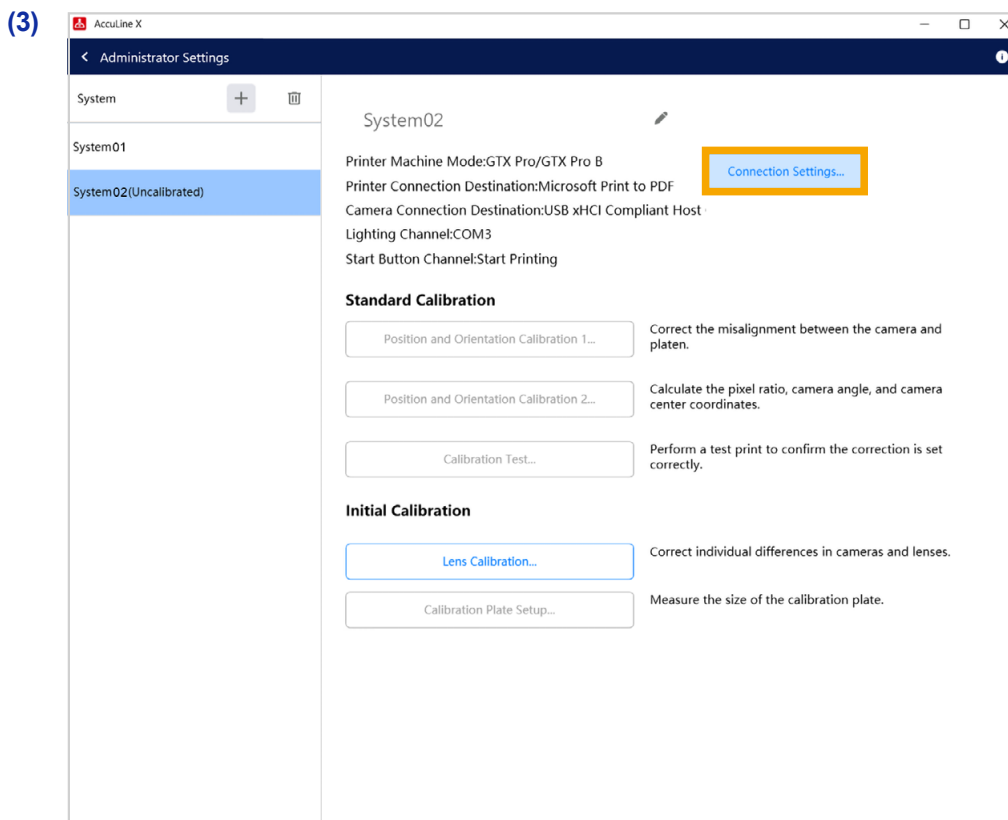 (3)
AccuLine X
Administrator Settings
System
System01
System02(Uncalibrated)
System02
Printer Machine Mode:GTX Pro/GTX Pro B
Printer Connection Destination:Microsoft Print to PDF
Camera Connection Destination:USB xHCI Compliant Host
Lighting Channel:COM3
Start Button Channel:Start Printing
Connection Settings...
Standard Calibration
Position and Orientation Calibration 1...
Correct the misalignment between the camera and
platen.
Position and Orientation Calibration 2...
Calculate the pixel ratio, camera angle, and camera
center coordinates.
Calibration Test...
Perform a test print to confirm the correction is set
correctly.
Initial Calibration
Lens Calibration...
Correct individual differences in cameras and lenses.
Calibration Plate Setup...
Measure the size of the calibration plate.